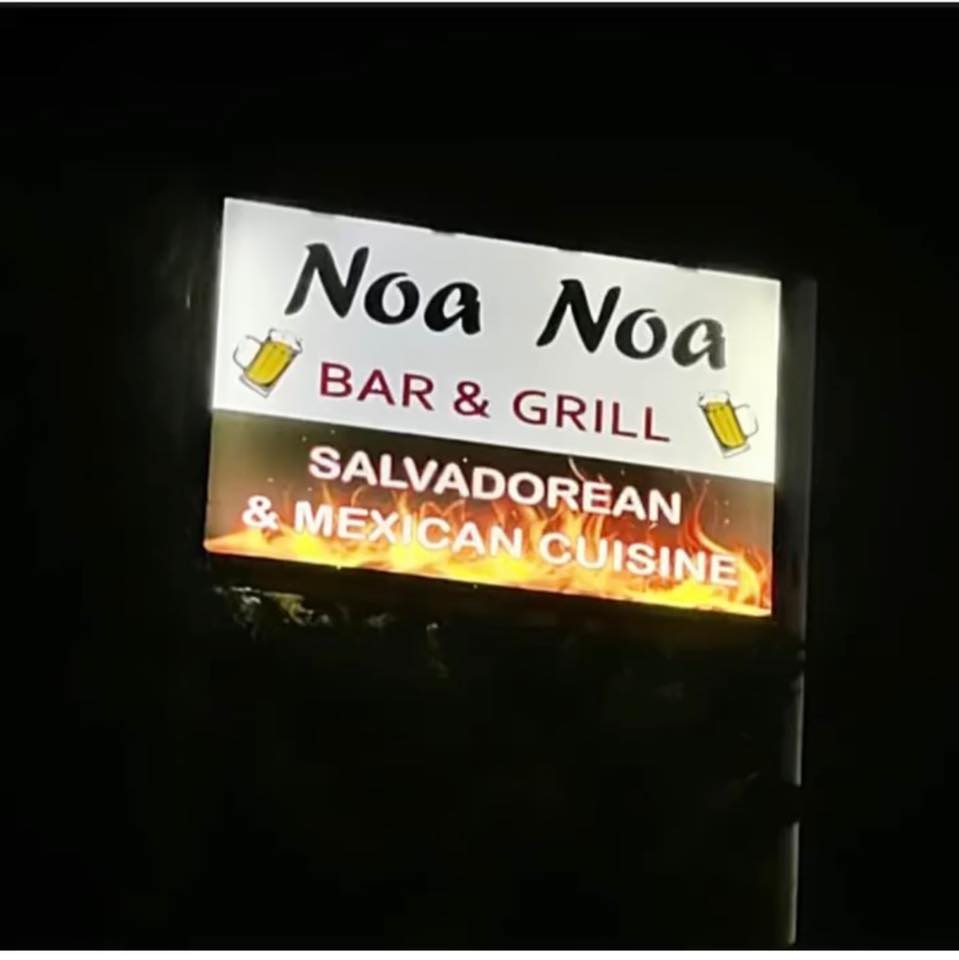 Noa Noa
BAR & GRILL
SALVADOREAN
& MEXICAN CUISINE